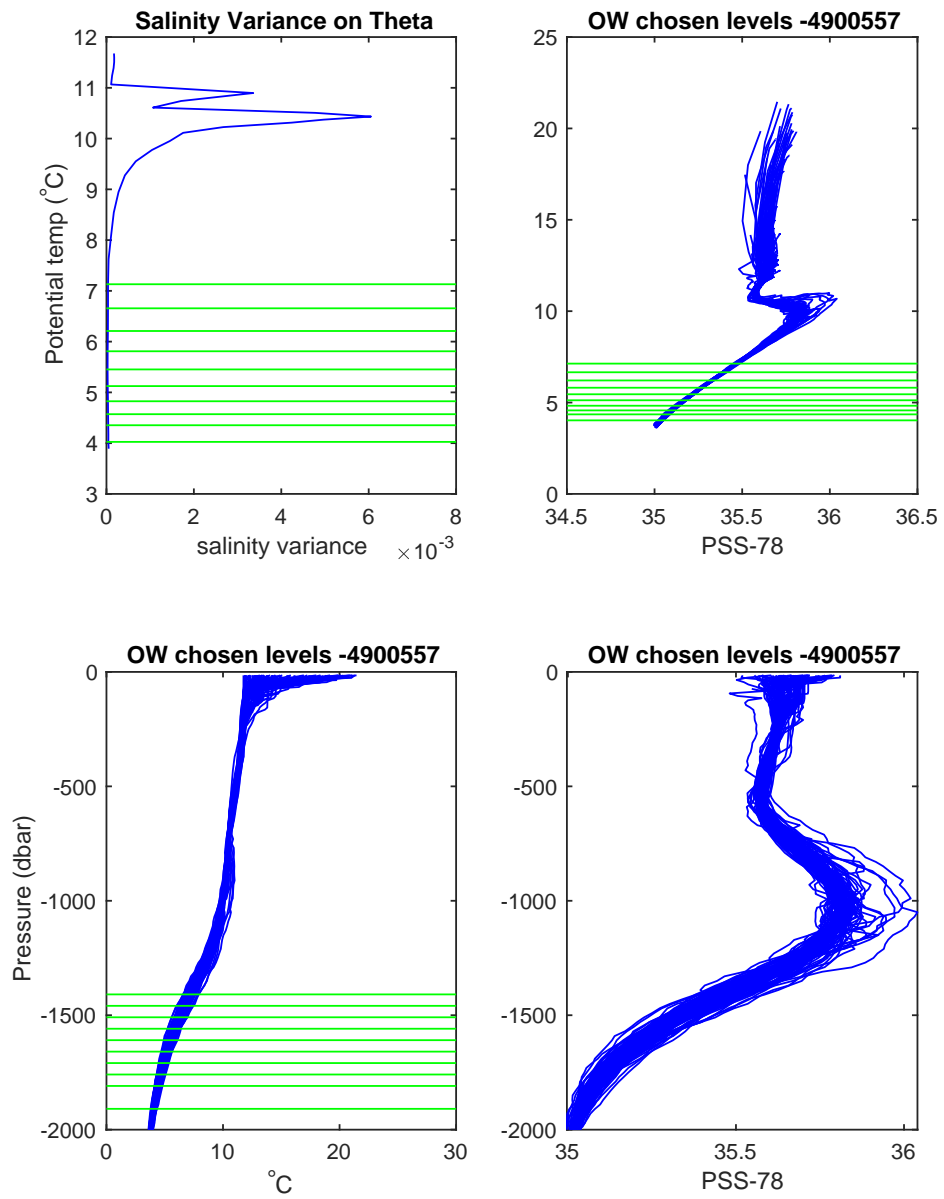 Salinity Variance on Theta
12
11
10
9
8
7
6
5
4
3
Potential temp (°C)
0 2 4 6 8
salinity variance ×10⁻³
OW chosen levels -4900557
25
20
15
10
5
0
34.5 35 35.5 36 36.5
PSS-78
OW chosen levels -4900557
0
-500
-1000
-1500
-2000
Pressure (dbar)
0 10 20 30
°C
OW chosen levels -4900557
0
-500
-1000
-1500
-2000
35 35.5 36
PSS-78